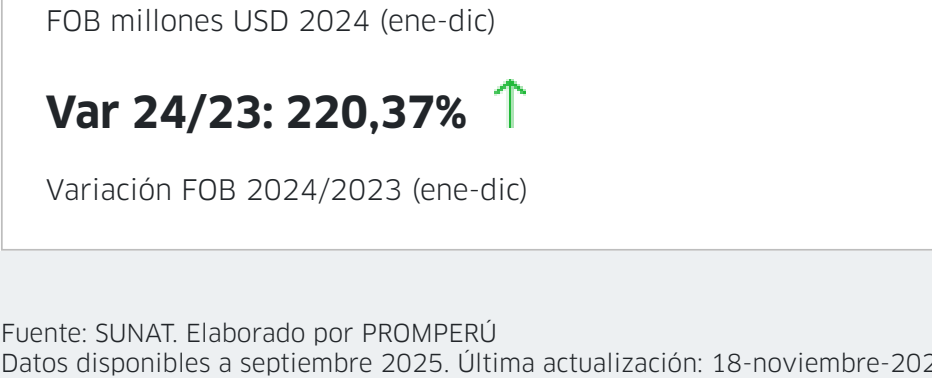 FOB millones USD 2024 (ene-dic)
Var 24/23: 220,37% ↑
Variación FOB 2024/2023 (ene-dic)
Fuente: SUNAT. Elaborado por PROMPERÚ
Datos disponibles a septiembre 2025. Última actualización: 18-noviembre-202